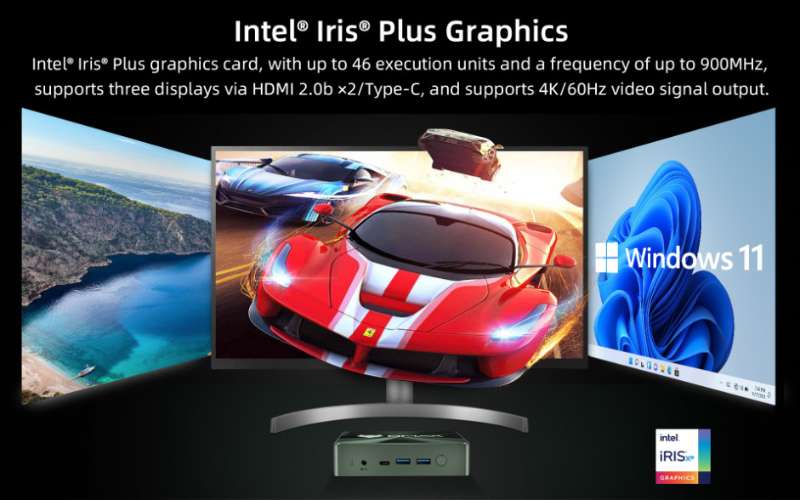 Intel® Iris® Plus Graphics
Intel® Iris® Plus graphics card, with up to 46 execution units and a frequency of up to 900MHz,
supports three displays via HDMI 2.0b ×2/Type-C, and supports 4K/60Hz video signal output.
Windows 11
intel
iRISxe
GRAPHICS